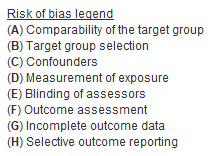 Risk of bias legend
(A) Comparability of the target group
(B) Target group selection
(C) Confounders
(D) Measurement of exposure
(E) Blinding of assessors
(F) Outcome assessment
(G) Incomplete outcome data
(H) Selective outcome reporting